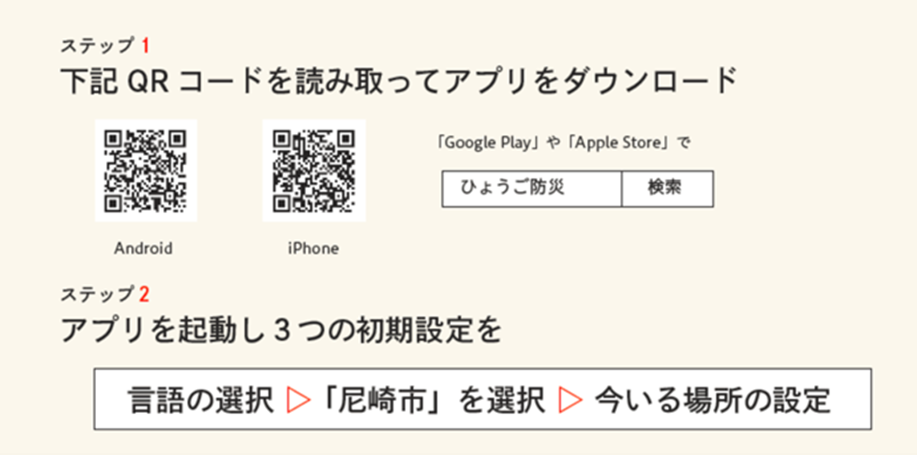 ステップ 1
下記 QR コードを読み取ってアプリをダウンロード
「Google Play」や「Apple Store」で
ひょうご防災 検索
Android iPhone
ステップ 2
アプリを起動し 3 つの初期設定を
言語の選択 ▷ 「尼崎市」を選択 ▷ 今いる場所の設定